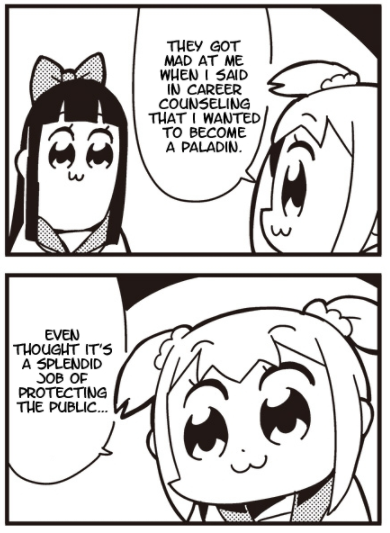 THEY GOT
MAD AT ME
WHEN I SAID
IN CAREER
COUNSELING
THAT I WANTED
TO BECOME
A PALADIN.
EVEN
THOUGHT IT'S
A SPLENDID
JOB OF
PROTECTING
THE PUBLIC...